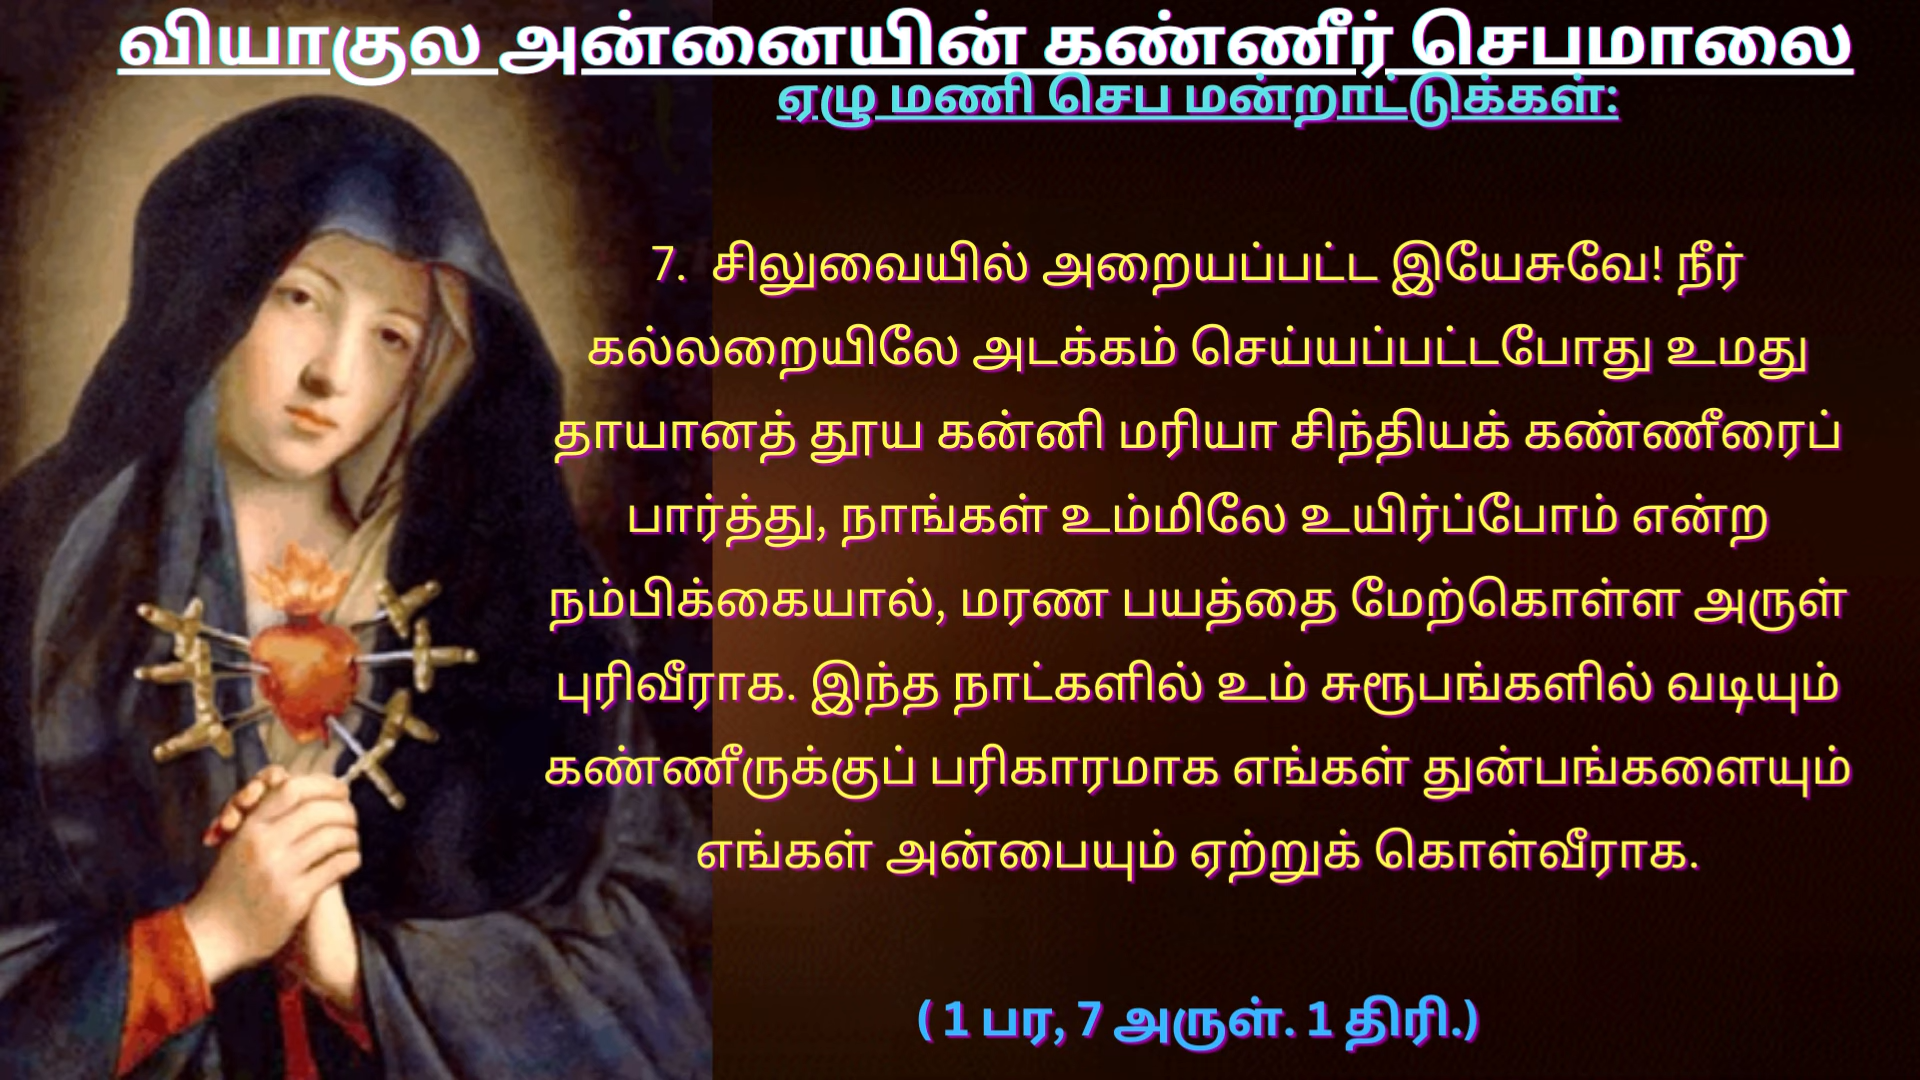 வியாகுல அன்னையின் கண்ணீர் செபமாலை
ஏழு மணி செப மன்றாட்டுக்கள்:
7. சிலுவையில் அறையப்பட்ட இயேசுவே! நீர்
கல்லறையிலே அடக்கம் செய்யப்பட்டபோது உமது
தாயானத் தூய கன்னி மரியா சிந்தியக் கண்ணீரைப்
பார்த்து, நாங்கள் உம்மிலே உயிர்ப்போம் என்ற
நம்பிக்கையால், மரண பயத்தை மேற்கொள்ள அருள்
புரிவீராக. இந்த நாட்களில் உம் சுரூபங்களில் வடியும்
கண்ணீருக்குப் பரிகாரமாக எங்கள் துன்பங்களையும்
எங்கள் அன்பையும் ஏற்றுக் கொள்வீராக.
( 1 பர, 7 அருள். 1 திரி.)